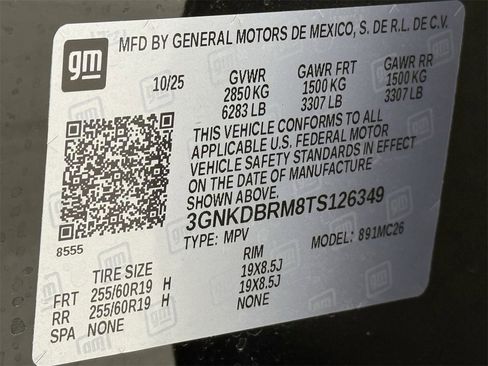 gm MFD BY GENERAL MOTORS DE MEXICO, S. DE R.L. DE C.V.
10/25 GVWR GAWR FRT GAWR RR
2850 KG 1500 KG 1500 KG
6283 LB 3307 LB 3307 LB
THIS VEHICLE CONFORMS TO ALL
APPLICABLE U.S. FEDERAL MOTOR
VEHICLE SAFETY STANDARDS IN EFFECT
ON THE DATE OF MANUFACTURE
SHOWN ABOVE.
3GNKDBRM8TS126349
8555 TYPE: MPV MODEL: 891MC26
TIRE SIZE RIM
FRT 255/60R19 H 19X8.5J
RR 255/60R19 H 19X8.5J
SPA NONE NONE